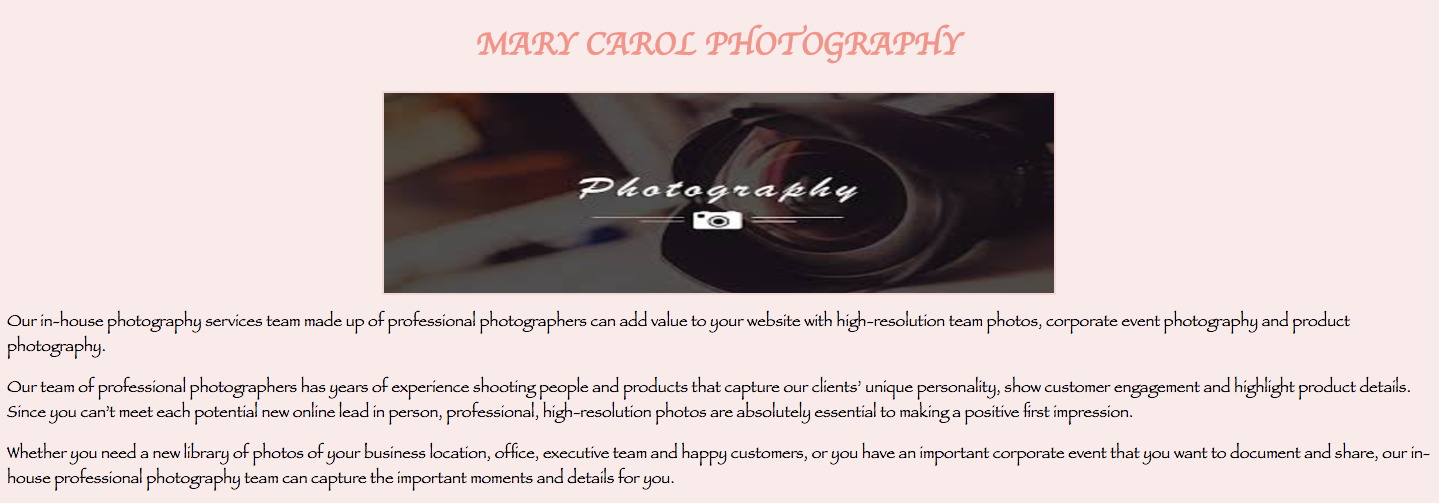 MARY CAROL PHOTOGRAPHY
Photography
Our in-house photography services team made up of professional photographers can add value to your website with high-resolution team photos, corporate event photography and product
photography.
Our team of professional photographers has years of experience shooting people and products that capture our clients’ unique personality, show customer engagement and highlight product details.
Since you can’t meet each potential new online lead in person, professional, high-resolution photos are absolutely essential to making a positive first impression.
Whether you need a new library of photos of your business location, office, executive team and happy customers, or you have an important corporate event that you want to document and share, our in-
house professional photography team can capture the important moments and details for you.